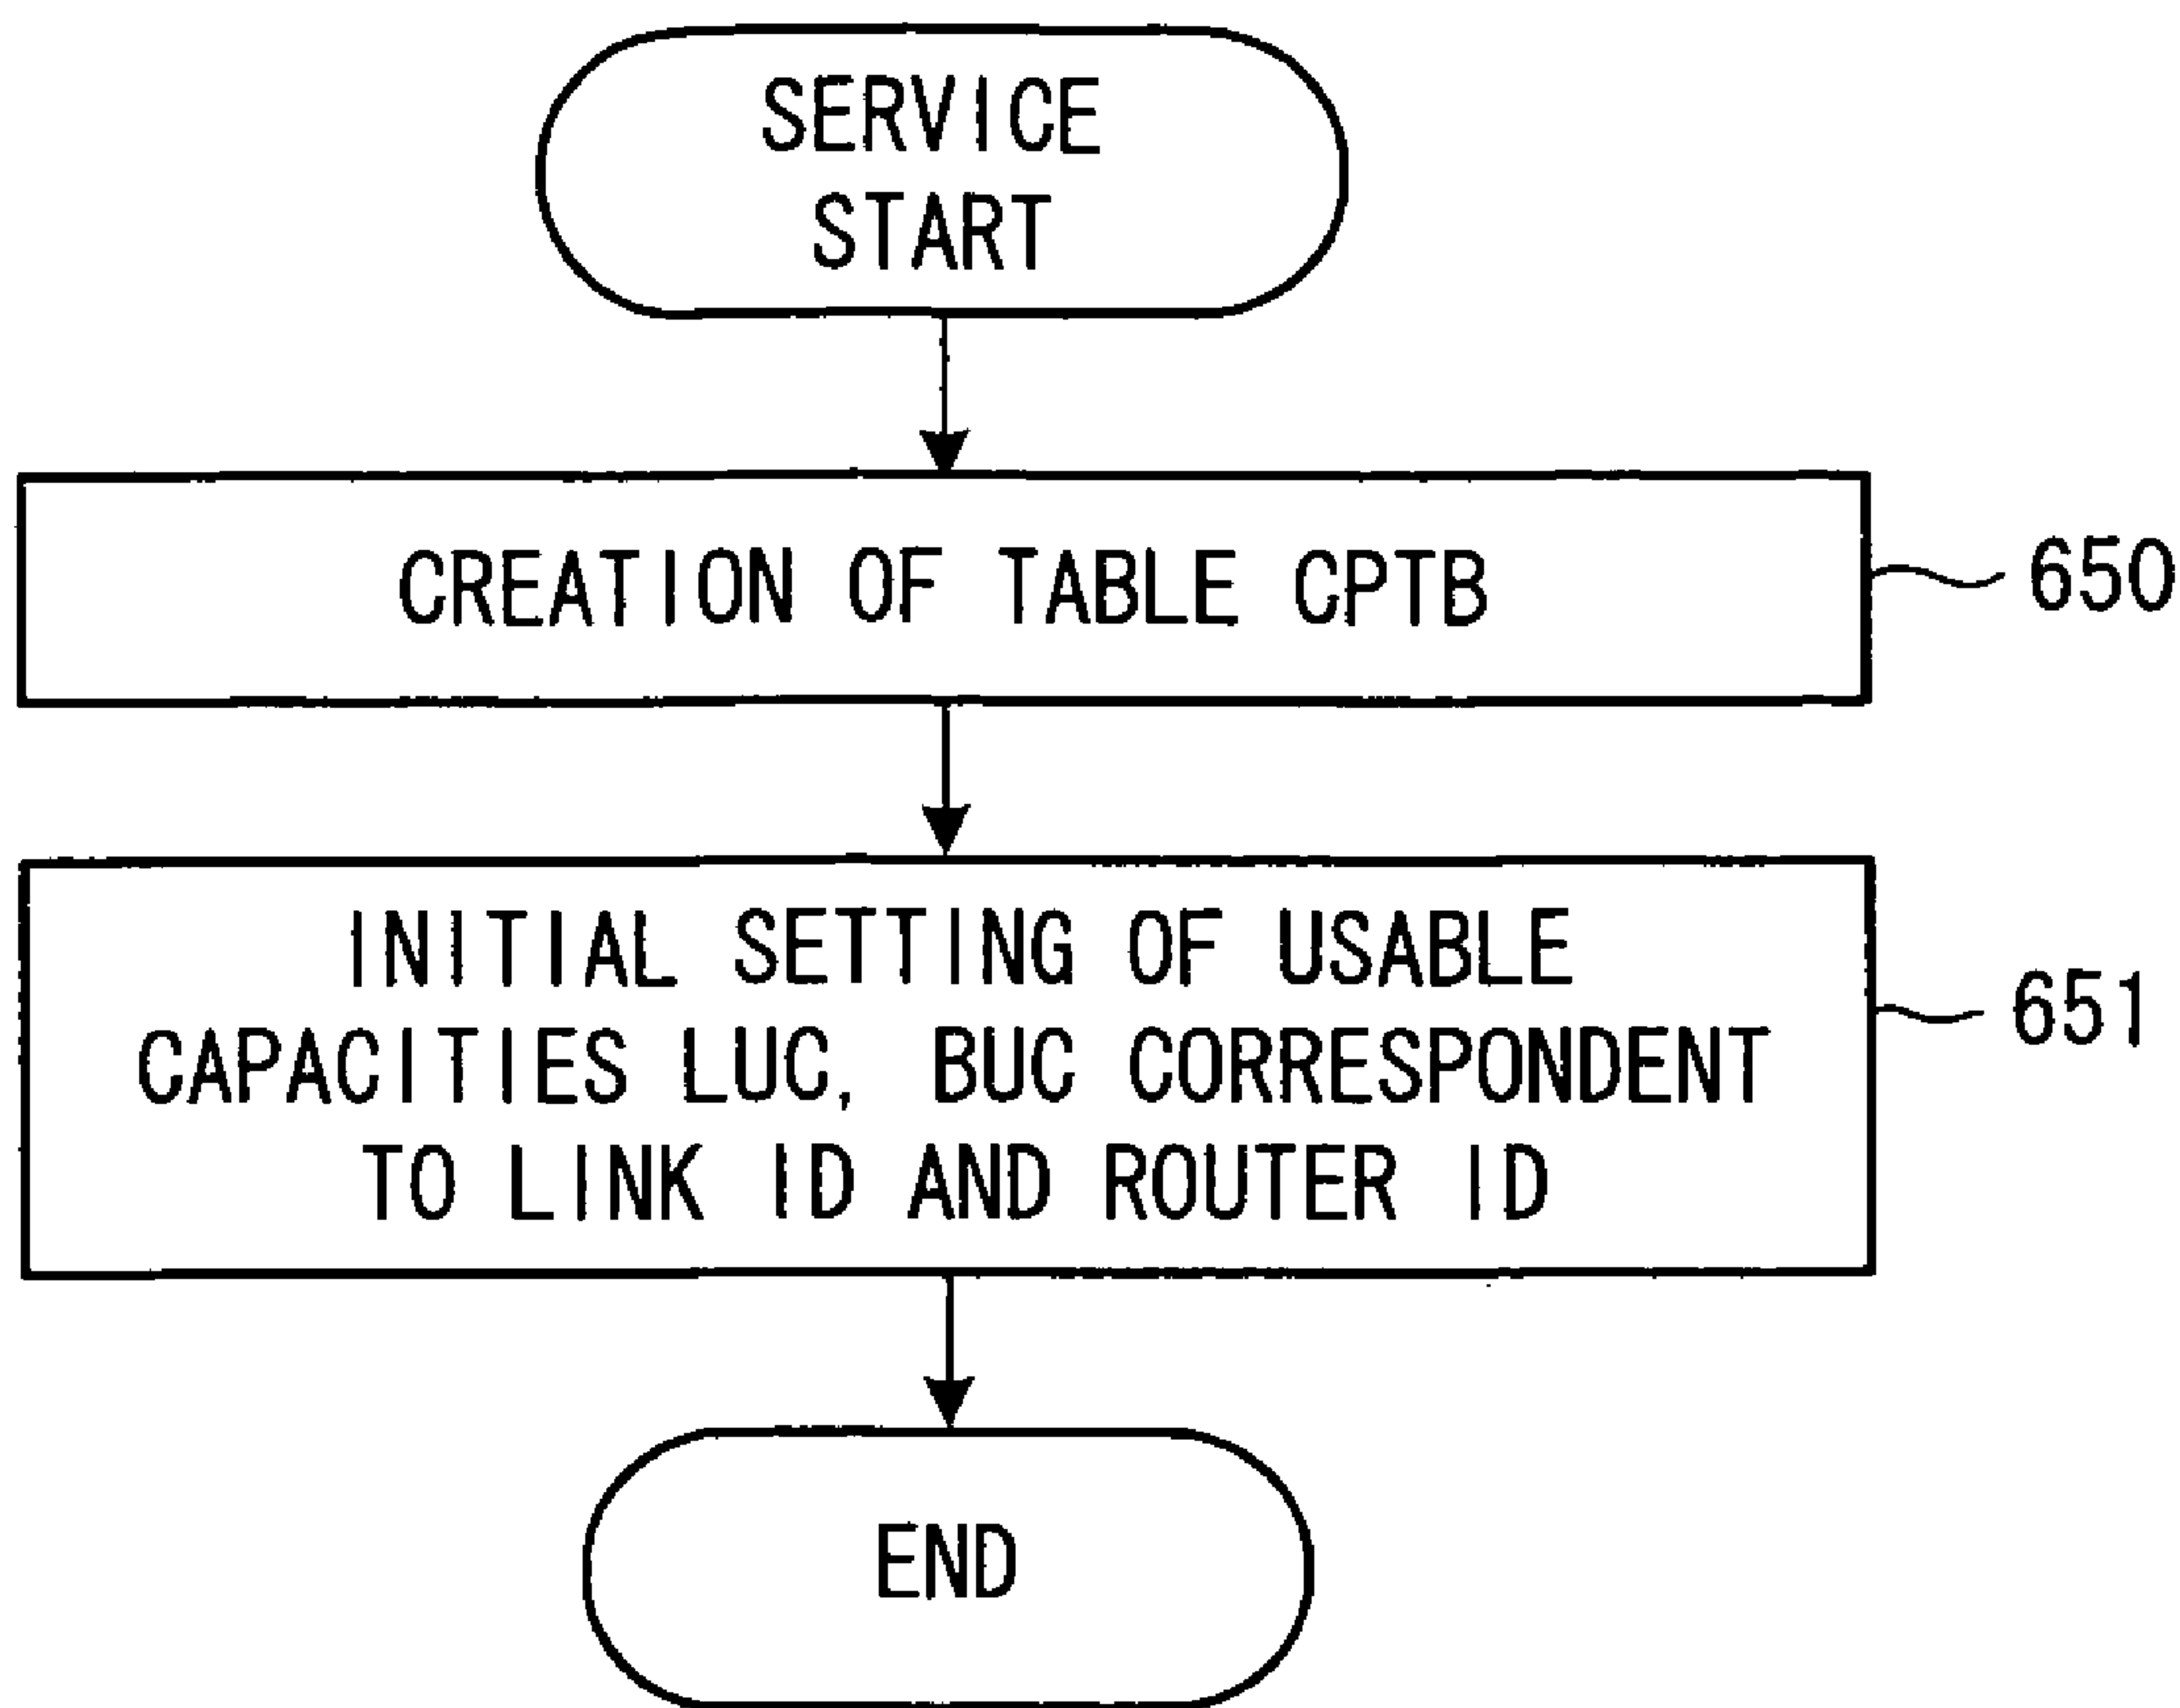 SERVICE
START
CREATION OF TABLE CPTB
650
INITIAL SETTING OF USABLE
CAPACITIES LUC, BUC CORRESPONDENT
TO LINK ID AND ROUTER ID
651
END